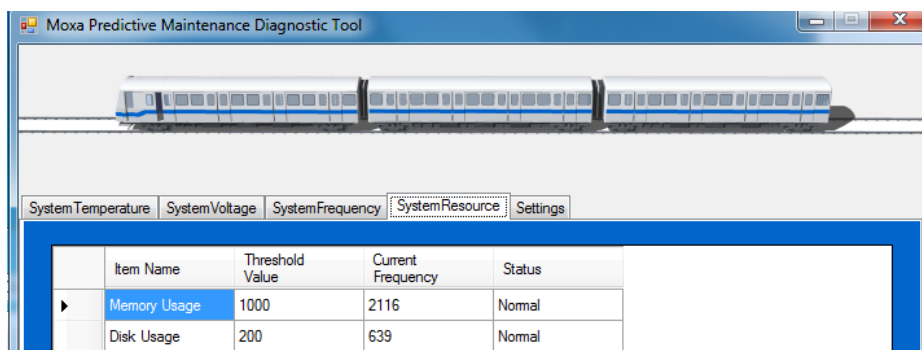 Moxa Predictive Maintenance Diagnostic Tool
SystemTemperature SystemVoltage SystemFrequency SystemResource Settings
Item Name Threshold Value Current Frequency Status
Memory Usage 1000 2116 Normal
Disk Usage 200 639 Normal